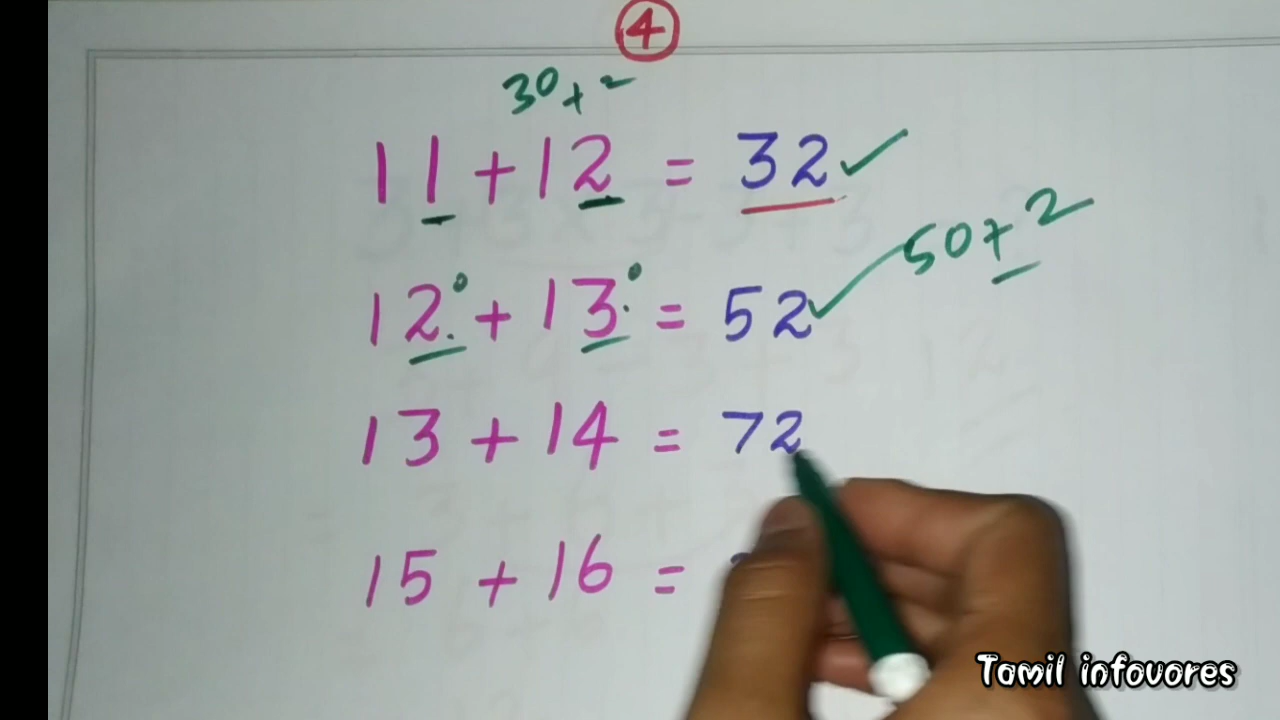 4
30+2
11+12 = 32
50+2
12+13 = 52
13+14 = 72
15+16 =
Tamil infovores